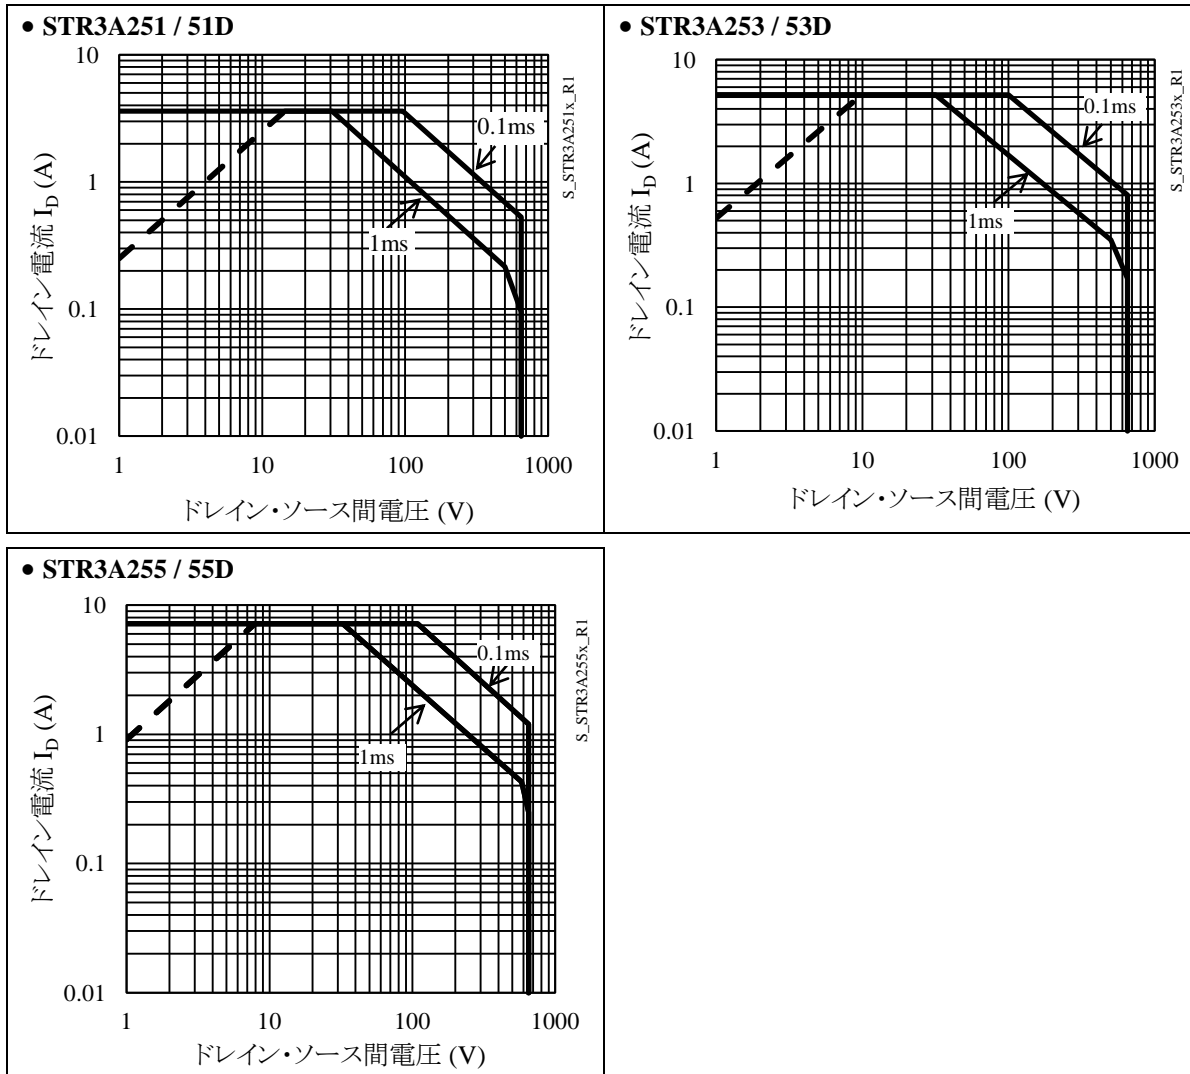 • STR3A251 / 51D
10
1
0.1
0.01
1
10
100
1000
ドレイン電流 I_D (A)
ドレイン・ソース間電圧 (V)
0.1ms
1ms
S_STR3A251x_R1
• STR3A253 / 53D
10
1
0.1
0.01
1
10
100
1000
ドレイン電流 I_D (A)
ドレイン・ソース間電圧 (V)
0.1ms
1ms
S_STR3A253x_R1
• STR3A255 / 55D
10
1
0.1
0.01
1
10
100
1000
ドレイン電流 I_D (A)
ドレイン・ソース間電圧 (V)
0.1ms
1ms
S_STR3A255x_R1